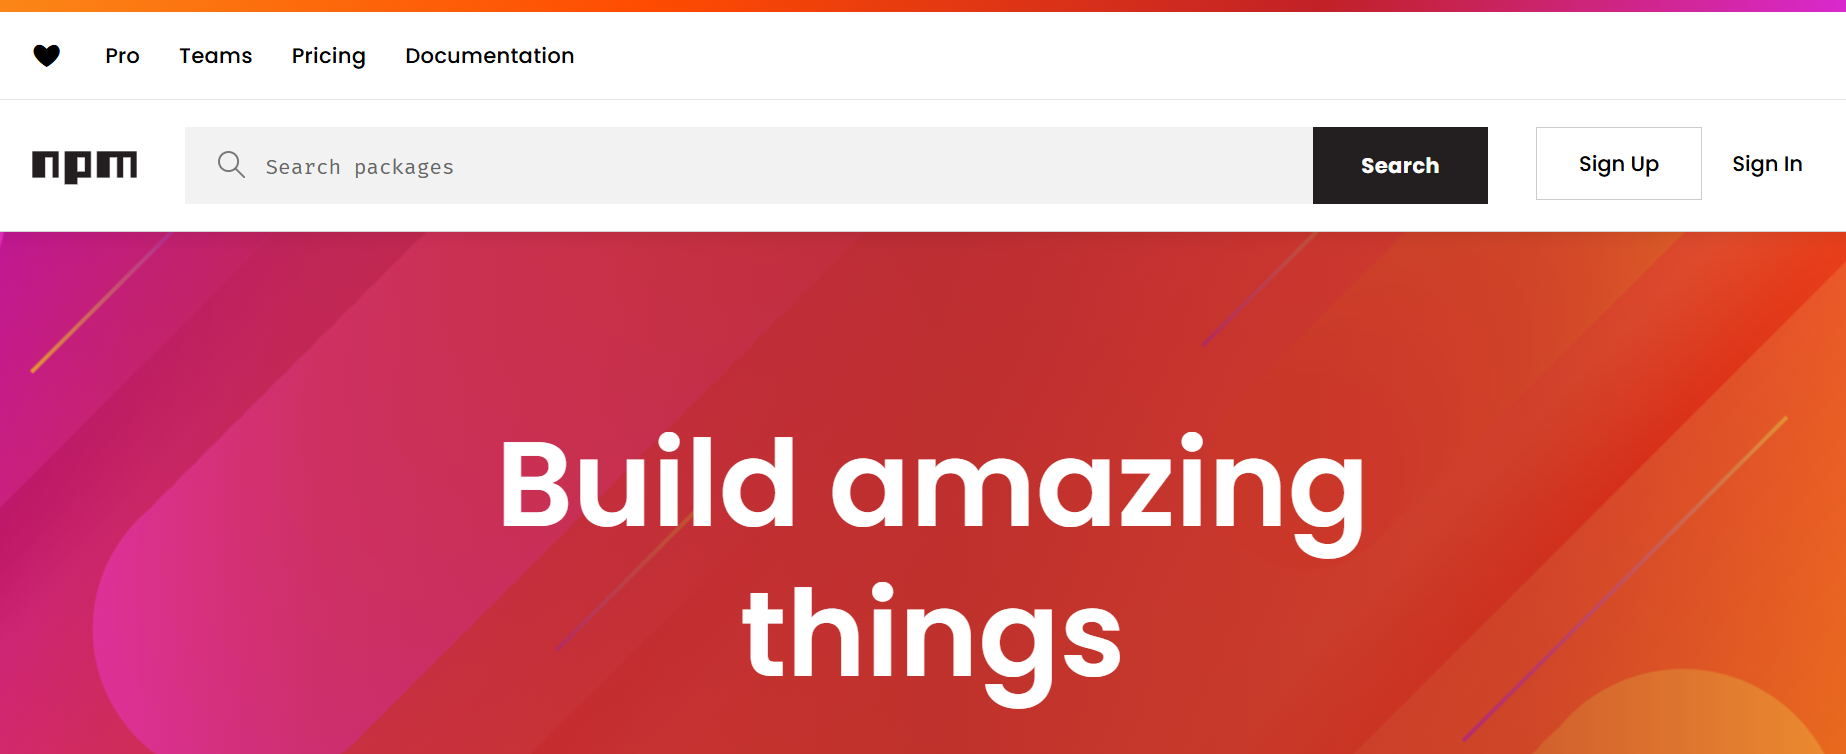 Pro Teams Pricing Documentation
npm Search packages Search Sign Up Sign In
Build amazing
things